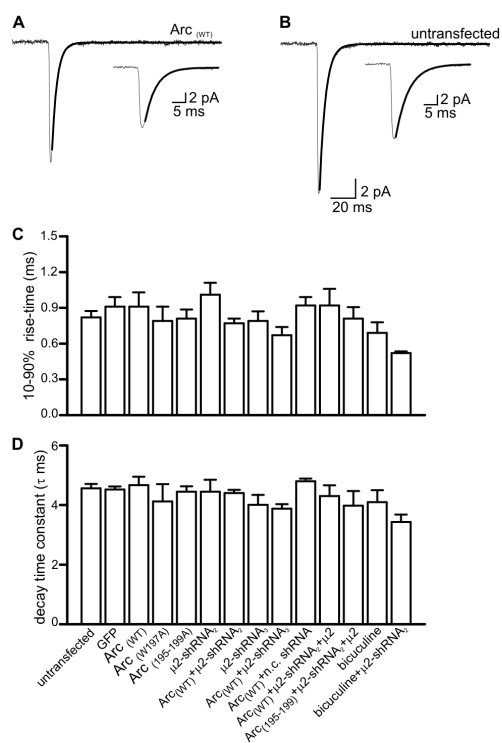 A
Arc (WT)
2 pA
5 ms
B
untransfected
2 pA
5 ms
2 pA
20 ms
C
10-90% rise-time (ms)
1.5
1.2
0.9
0.6
0.3
0.0
D
decay time constant (τ ms)
6
4
2
0
untransfected
GFP
Arc (WT)
Arc (W197A)
Arc (195-199A)
μ2-shRNA2
Arc(WT)+μ2-shRNA2
μ2-shRNA3
Arc(WT)+μ2-shRNA3
Arc(WT)+n.c. shRNA
Arc(WT)+μ2-shRNA2+μ2
Arc(195-199)+μ2-shRNA2+μ2
bicuculine
bicuculine+μ2-shRNA2